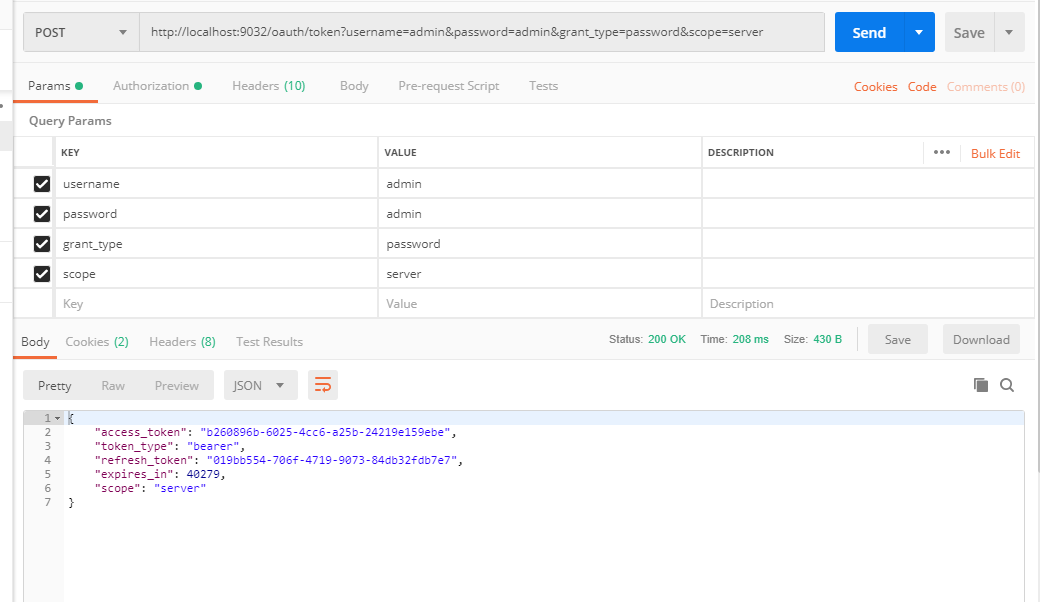 POST http://localhost:9032/oauth/token?username=admin&password=admin&grant_type=password&scope=server Send Save
Params Authorization Headers (10) Body Pre-request Script Tests Cookies Code Comments (0)
Query Params
KEY VALUE DESCRIPTION ••• Bulk Edit
username admin
password admin
grant_type password
scope server
Key Value Description
Body Cookies (2) Headers (8) Test Results Status: 200 OK Time: 208 ms Size: 430 B Save Download
Pretty Raw Preview JSON
1 {
2 "access_token": "b260896b-6025-4cc6-a25b-24219e159ebe",
3 "token_type": "bearer",
4 "refresh_token": "019bb554-706f-4719-9073-84db32fdb7e7",
5 "expires_in": 40279,
6 "scope": "server"
7 }